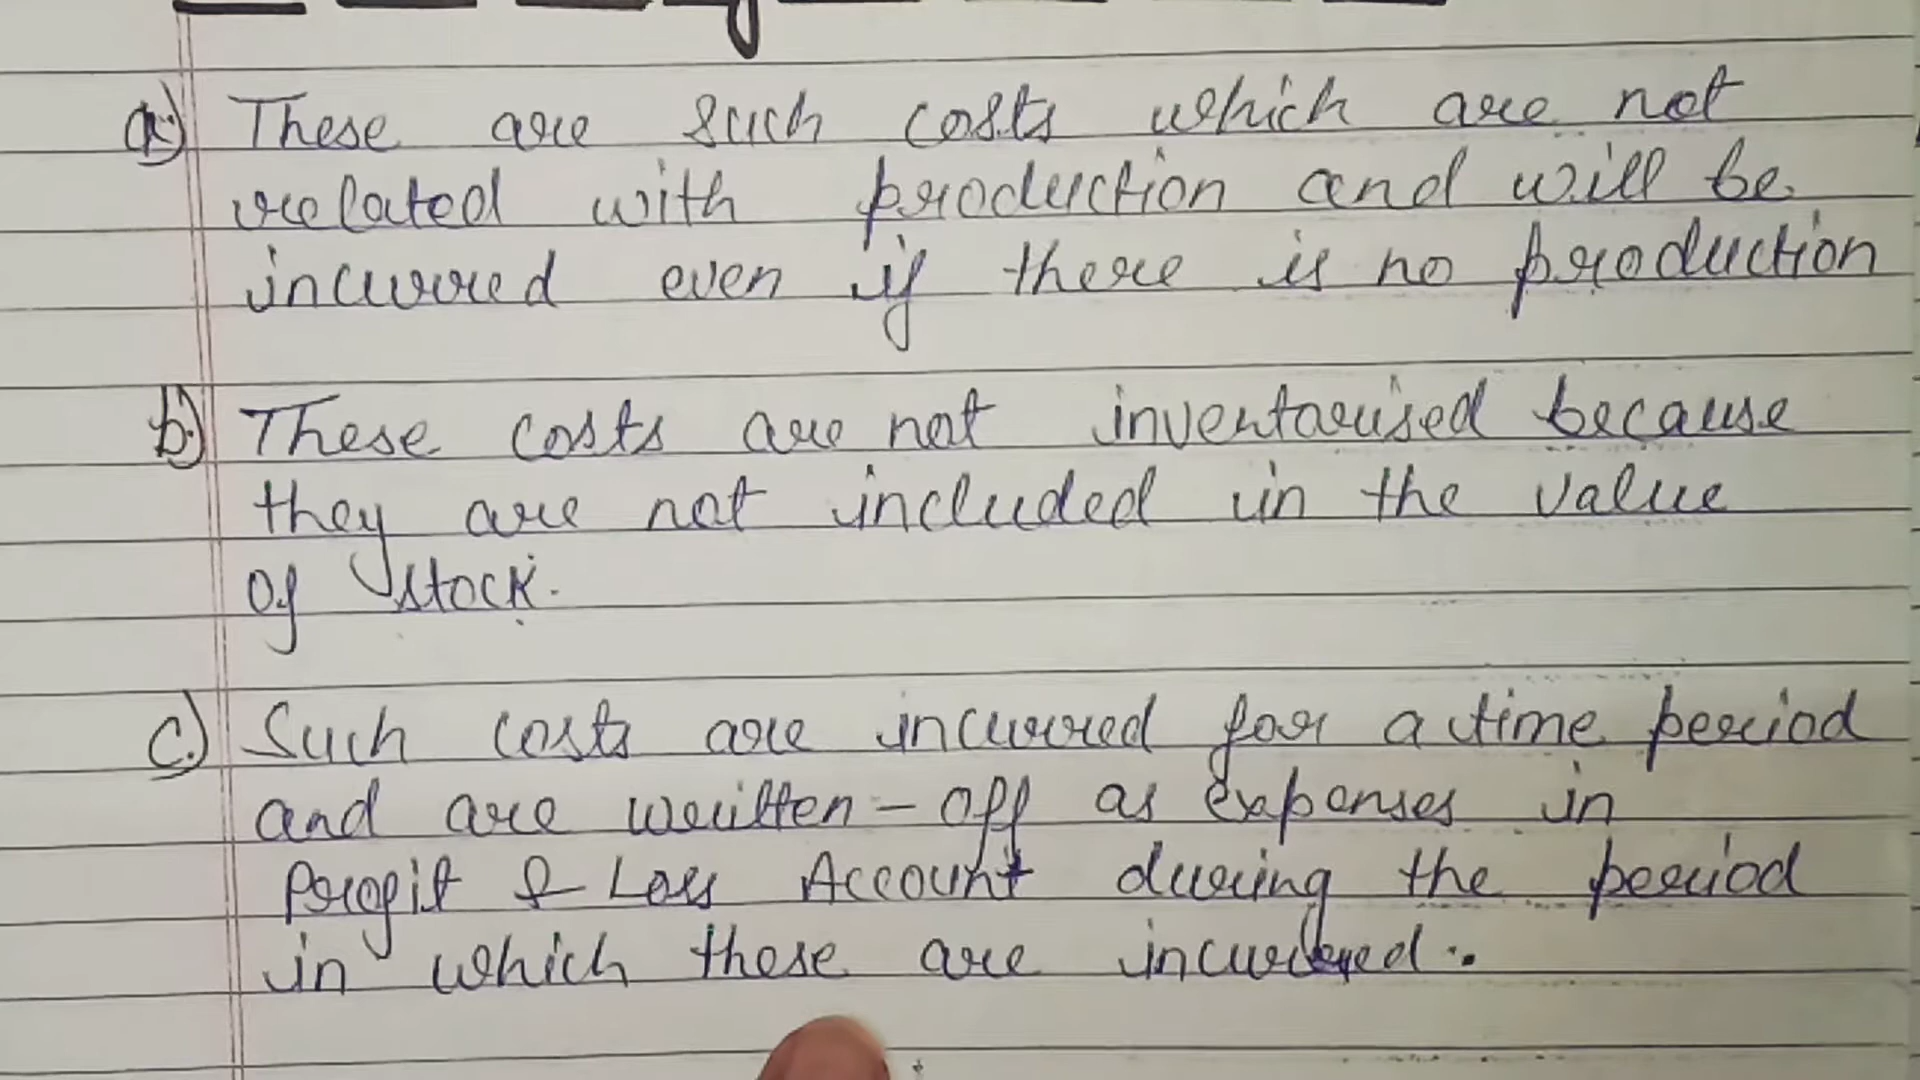 a.) These are such costs which are not
related with production and will be
incurred even if there is no production
b.) These costs are not inventorised because
they are not included in the value
of stock.
c.) Such costs are incurred for a time period
and are written-off as expenses in
Profit & Loss Account during the period
in which these are incurred.